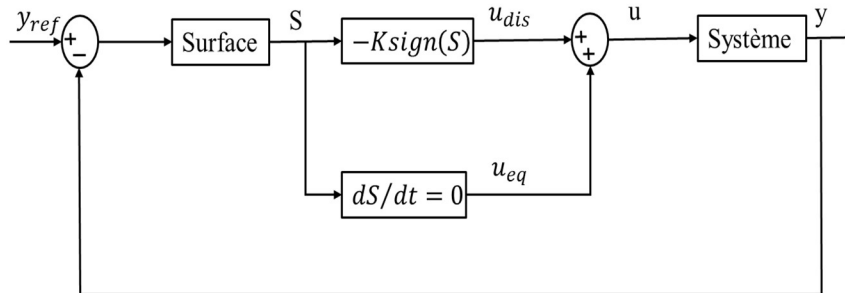 y_ref + − Surface S −Ksign(S) u_dis + + u Système y
dS/dt = 0 u_eq